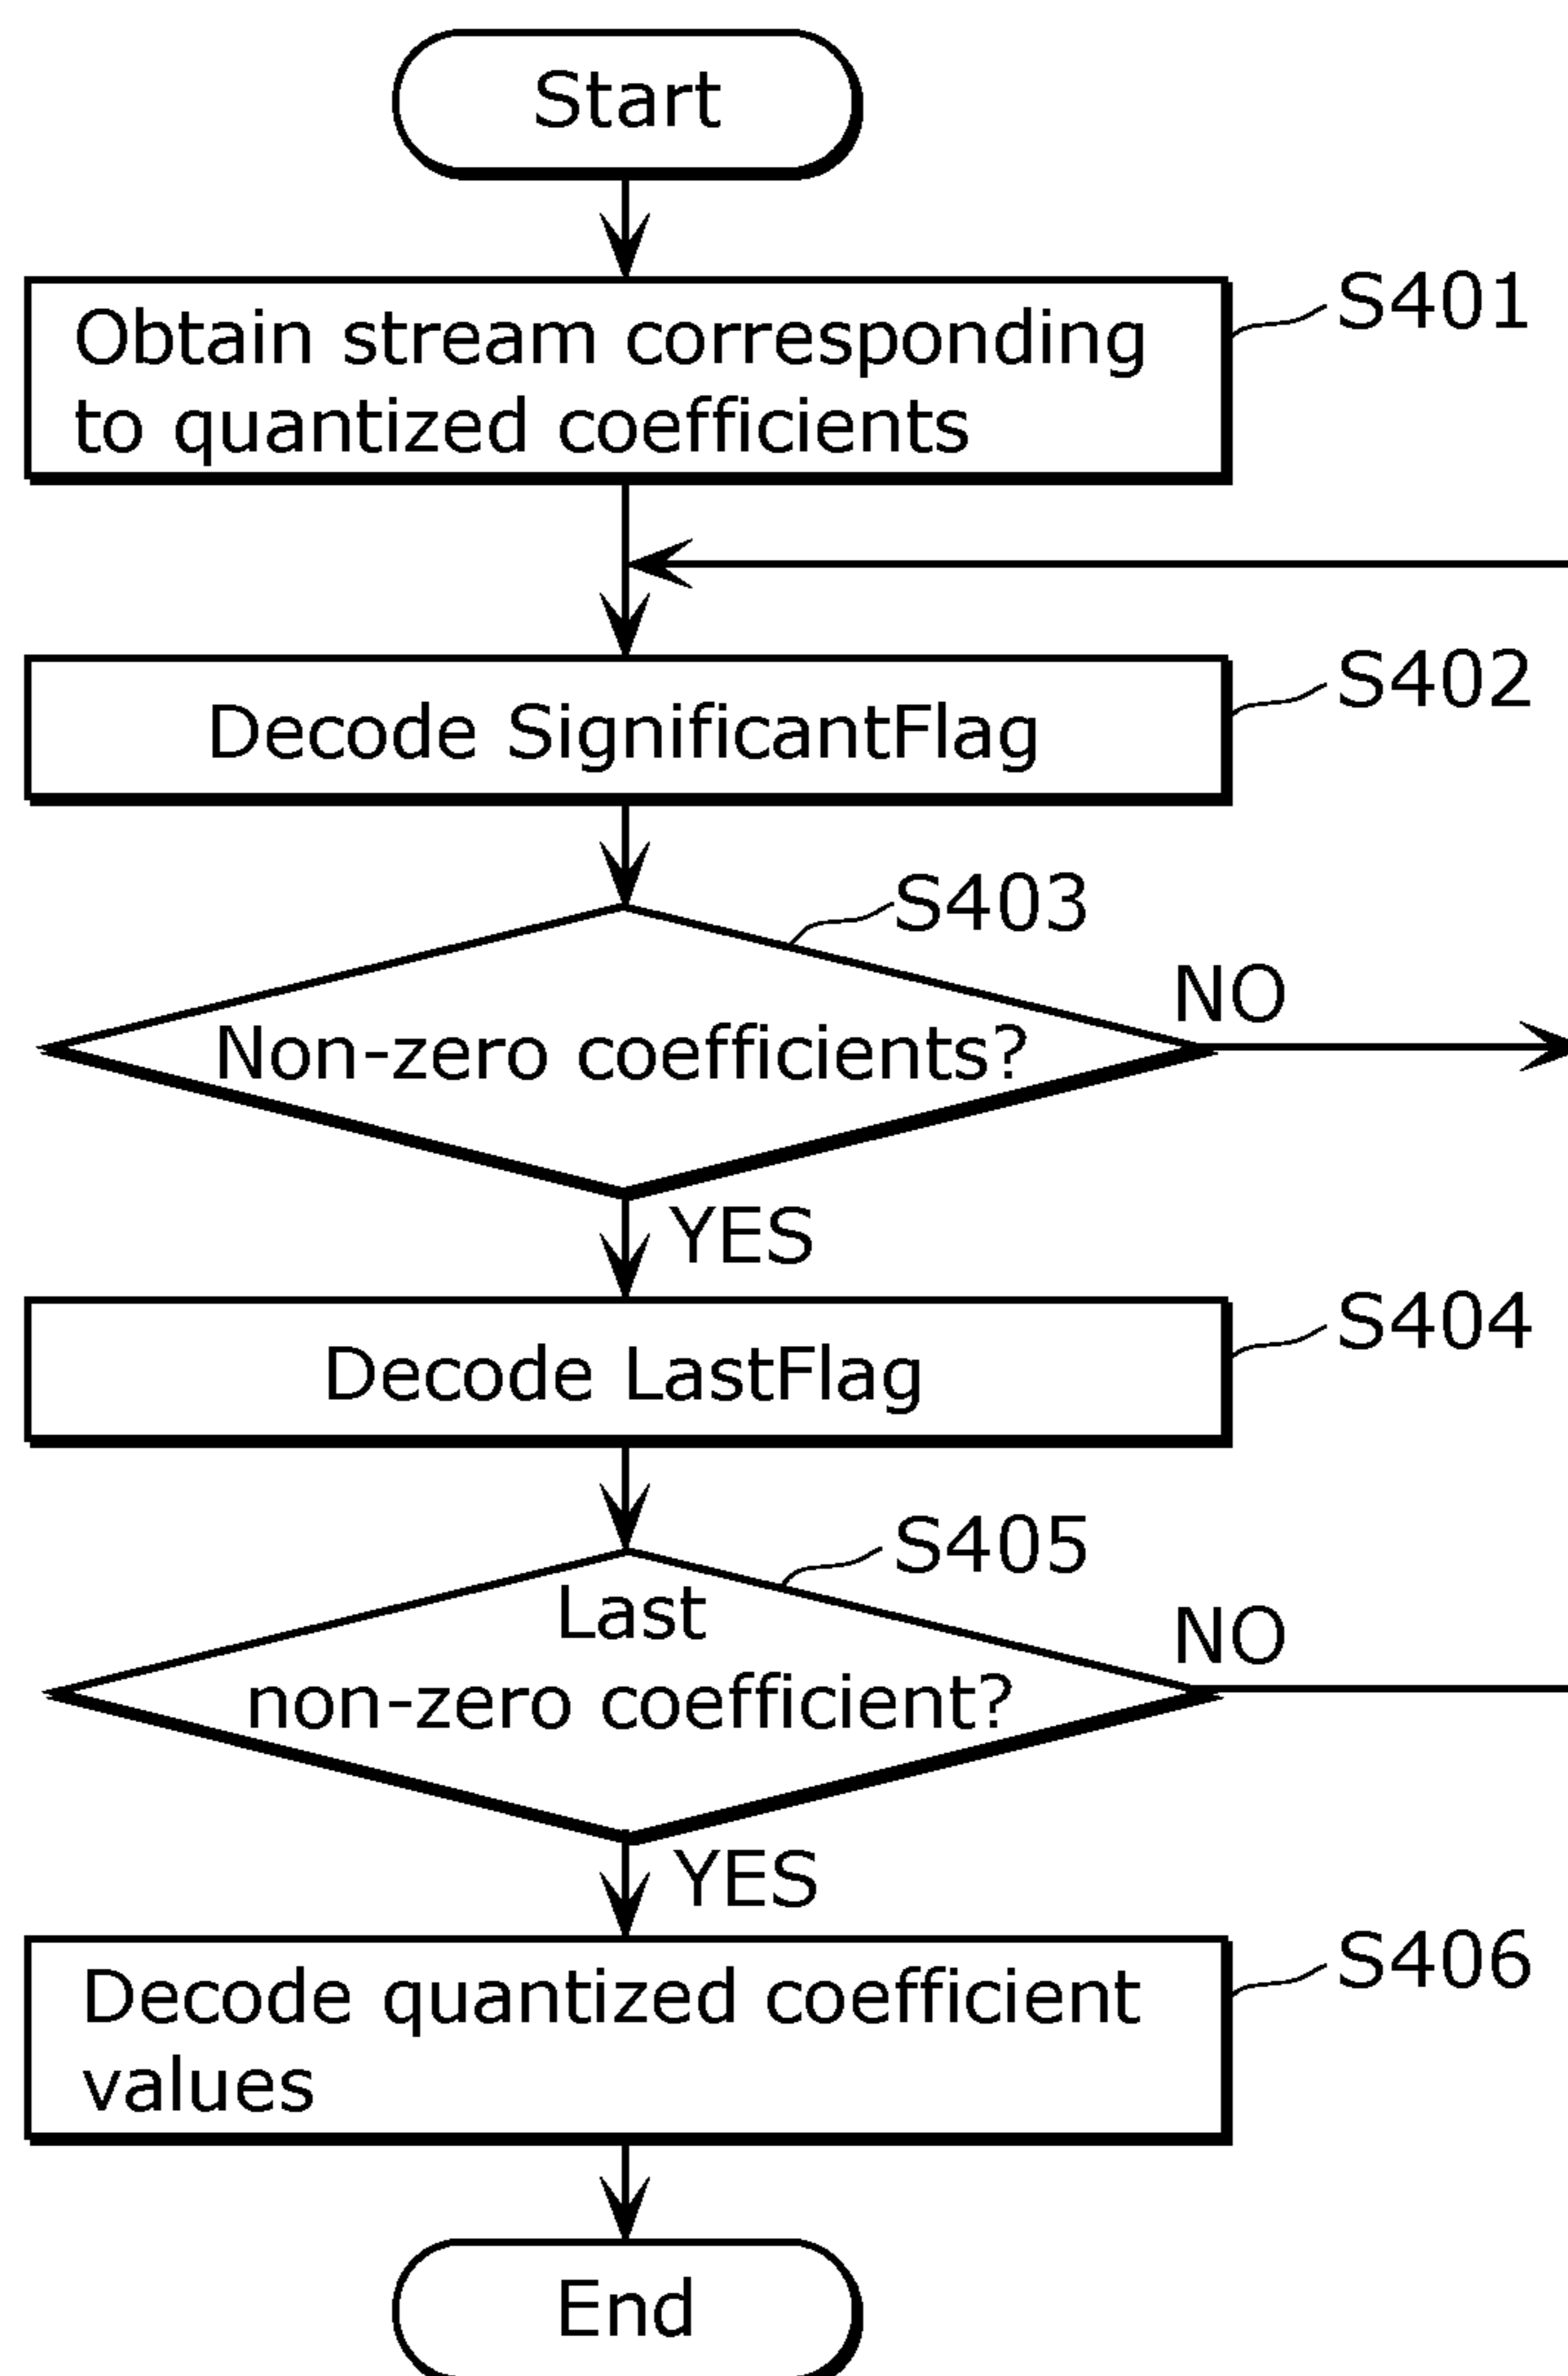 Start
S401
Obtain stream corresponding
to quantized coefficients
S402
Decode SignificantFlag
S403
NO
Non-zero coefficients?
YES
S404
Decode LastFlag
S405
Last
NO
non-zero coefficient?
YES
S406
Decode quantized coefficient
values
End